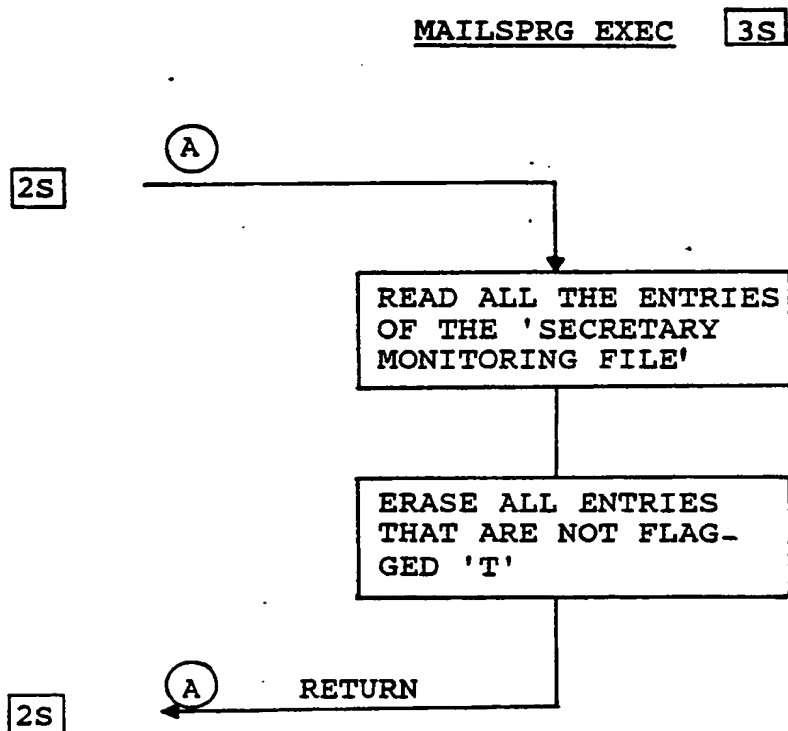 MAILSPRG EXEC 3S
A
2S
READ ALL THE ENTRIES
OF THE 'SECRETARY
MONITORING FILE'
ERASE ALL ENTRIES
THAT ARE NOT FLAG-
GED 'T'
A RETURN
2S